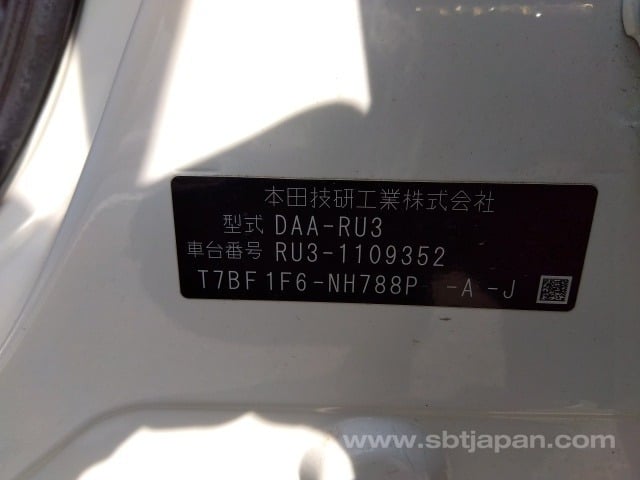 本田技研工業株式会社
型式 DAA-RU3
車台番号 RU3-1109352
T7BF1F6-NH788P -A -J
www.sbtjapan.com